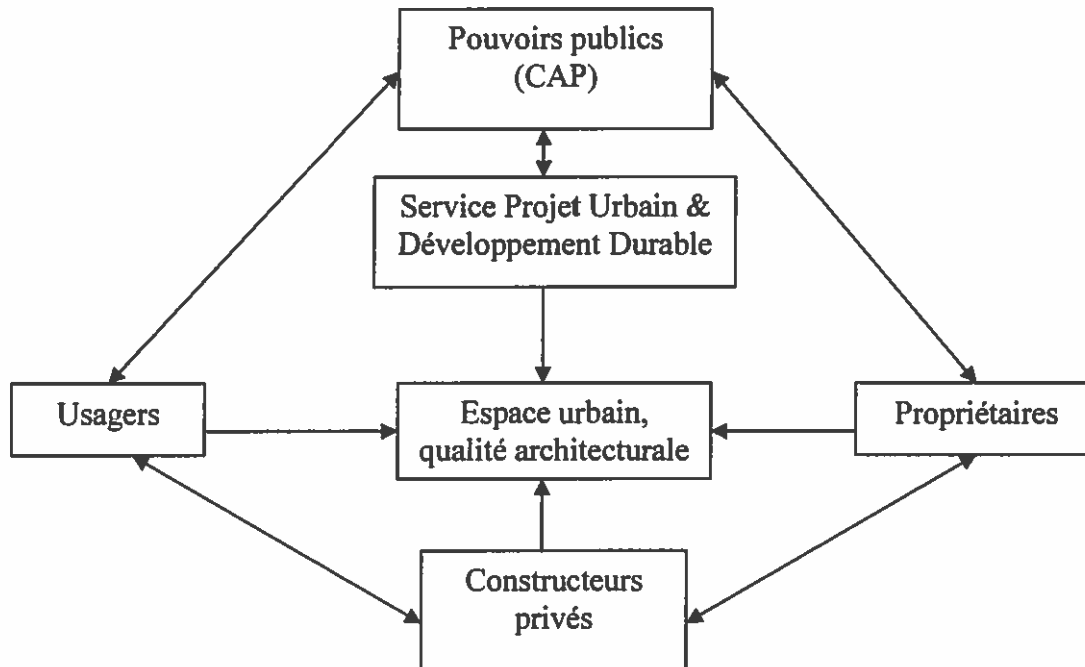 Pouvoirs publics
(CAP)
Service Projet Urbain &
Développement Durable
Usagers
Espace urbain,
qualité architecturale
Propriétaires
Constructeurs
privés